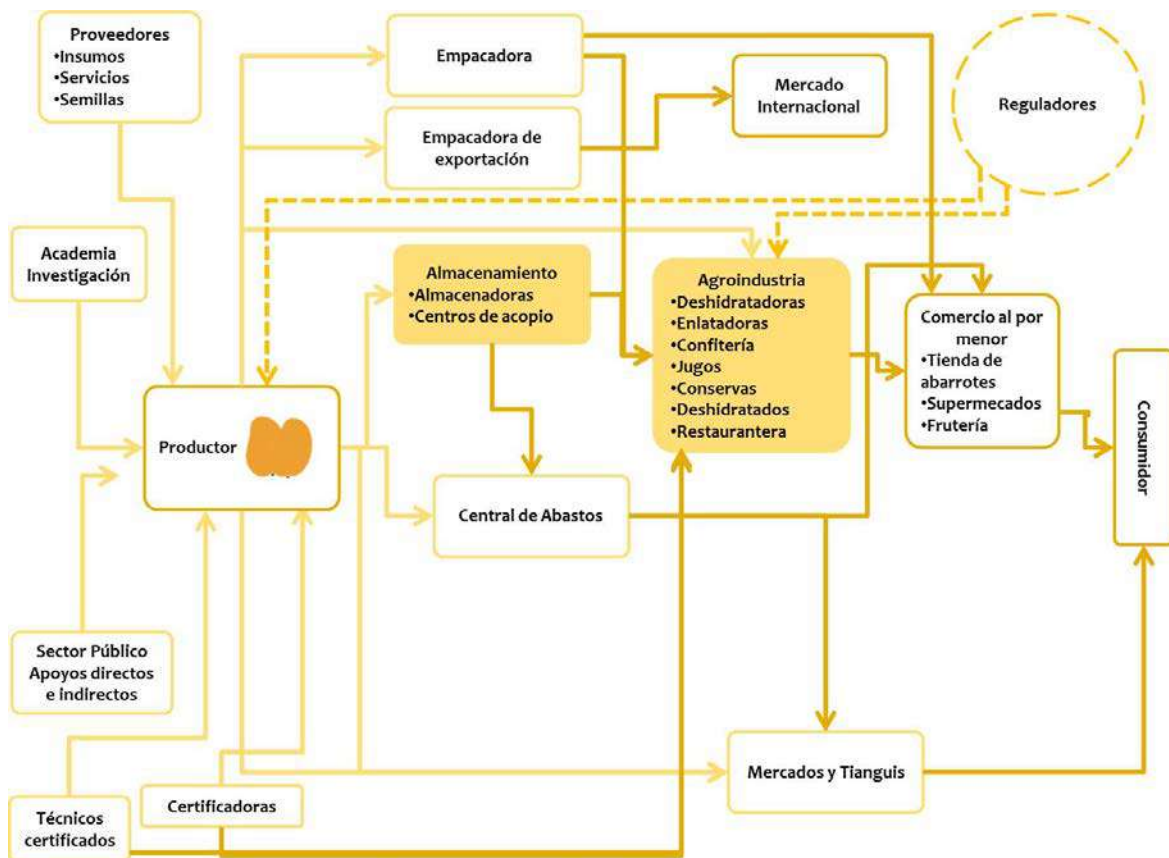 Proveedores
•Insumos
•Servicios
•Semillas
Empacadora
Mercado
Internacional
Reguladores
Empacadora de
exportación
Academia
Investigación
Almacenamiento
•Almacenadoras
•Centros de acopio
Agroindustria
•Deshidratadoras
•Enlatadoras
•Confitería
•Jugos
•Conservas
•Deshidratados
•Restaurantera
Comercio al por
menor
•Tienda de
abarrotes
•Supermecados
•Frutería
Consumidor
Productor
Central de Abastos
Sector Público
Apoyos directos
e indirectos
Mercados y Tianguis
Certificadoras
Técnicos
certificados